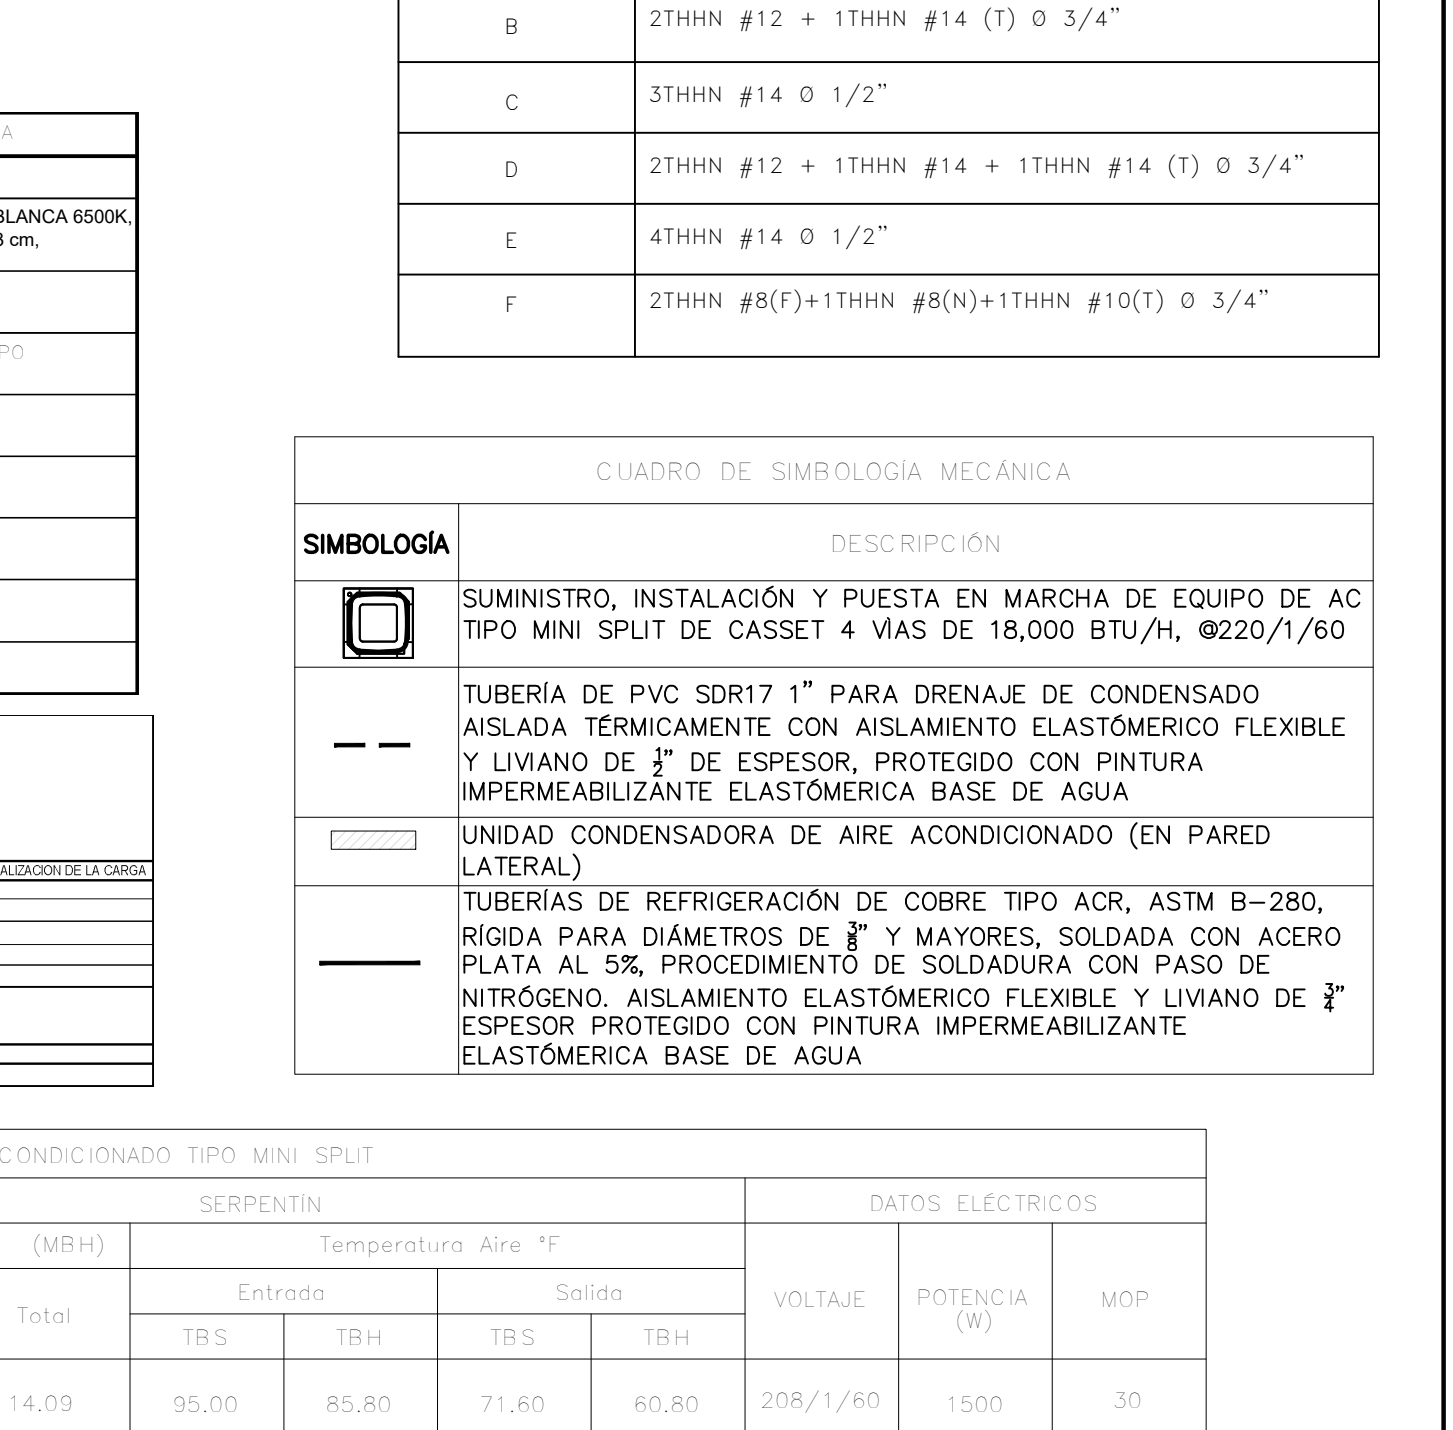 B
2THHN #12 + 1THHN #14 (T) Ø 3/4”
C
3THHN #14 Ø 1/2”
D
2THHN #12 + 1THHN #14 + 1THHN #14 (T) Ø 3/4”
E
4THHN #14 Ø 1/2”
F
2THHN #8(F)+1THHN #8(N)+1THHN #10(T) Ø 3/4”
A
BLANCA 6500K,
3 cm,
PO
ALIZACION DE LA CARGA
CUADRO DE SIMBOLOGÍA MECÁNICA
SIMBOLOGÍA
DESCRIPCIÓN
SUMINISTRO, INSTALACIÓN Y PUESTA EN MARCHA DE EQUIPO DE AC
TIPO MINI SPLIT DE CASSET 4 VÌAS DE 18,000 BTU/H, @220/1/60
TUBERÍA DE PVC SDR17 1” PARA DRENAJE DE CONDENSADO
AISLADA TÉRMICAMENTE CON AISLAMIENTO ELASTÓMERICO FLEXIBLE
Y LIVIANO DE 1/2” DE ESPESOR, PROTEGIDO CON PINTURA
IMPERMEABILIZANTE ELASTÓMERICA BASE DE AGUA
UNIDAD CONDENSADORA DE AIRE ACONDICIONADO (EN PARED
LATERAL)
TUBERÍAS DE REFRIGERACIÓN DE COBRE TIPO ACR, ASTM B-280,
RÍGIDA PARA DIÁMETROS DE 3/8” Y MAYORES, SOLDADA CON ACERO
PLATA AL 5%, PROCEDIMIENTO DE SOLDADURA CON PASO DE
NITRÓGENO. AISLAMIENTO ELASTÓMERICO FLEXIBLE Y LIVIANO DE 3/4”
ESPESOR PROTEGIDO CON PINTURA IMPERMEABILIZANTE
ELASTÓMERICA BASE DE AGUA
CONDICIONADO TIPO MINI SPLIT
SERPENTÍN
DATOS ELÉCTRICOS
(MBH)
Temperatura Aire °F
Entrada
Salida
VOLTAJE
POTENCIA
(W)
MOP
Total
TBS
TBH
TBS
TBH
14.09
95.00
85.80
71.60
60.80
208/1/60
1500
30